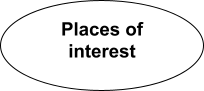 Places of
interest